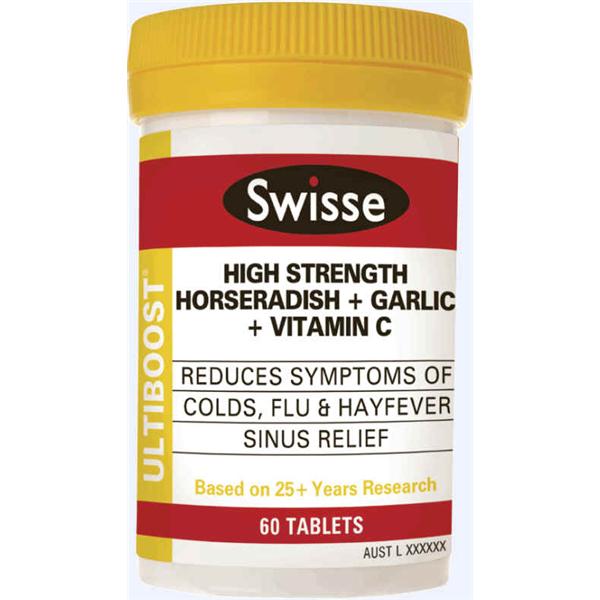 Swisse
ULTIBOOST®
HIGH STRENGTH
HORSERADISH + GARLIC
+ VITAMIN C
REDUCES SYMPTOMS OF
COLDS, FLU & HAYFEVER
SINUS RELIEF
Based on 25+ Years Research
60 TABLETS
AUST L XXXXXX